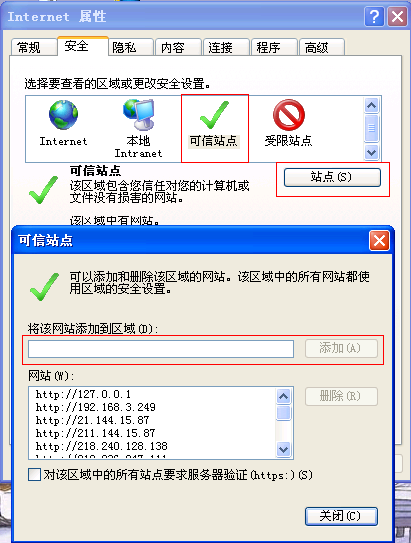 Internet 属性
常规 安全 隐私 内容 连接 程序 高级
选择要查看的区域或更改安全设置。
Internet 本地 Intranet 可信站点 受限站点
可信站点
该区域包含您信任对您的计算机或
文件没有损害的网站。
站点(S)
该区域中有网站。
可信站点
可以添加和删除该区域的网站。该区域中的所有网站都使
用区域的安全设置。
将该网站添加到区域(D):
添加(A)
网站(W):
http://127.0.0.1
http://192.168.3.249
http://21.144.15.87
http://211.144.15.87
http://218.240.128.138
删除(R)
对该区域中的所有站点要求服务器验证(https:)(S)
关闭(C)